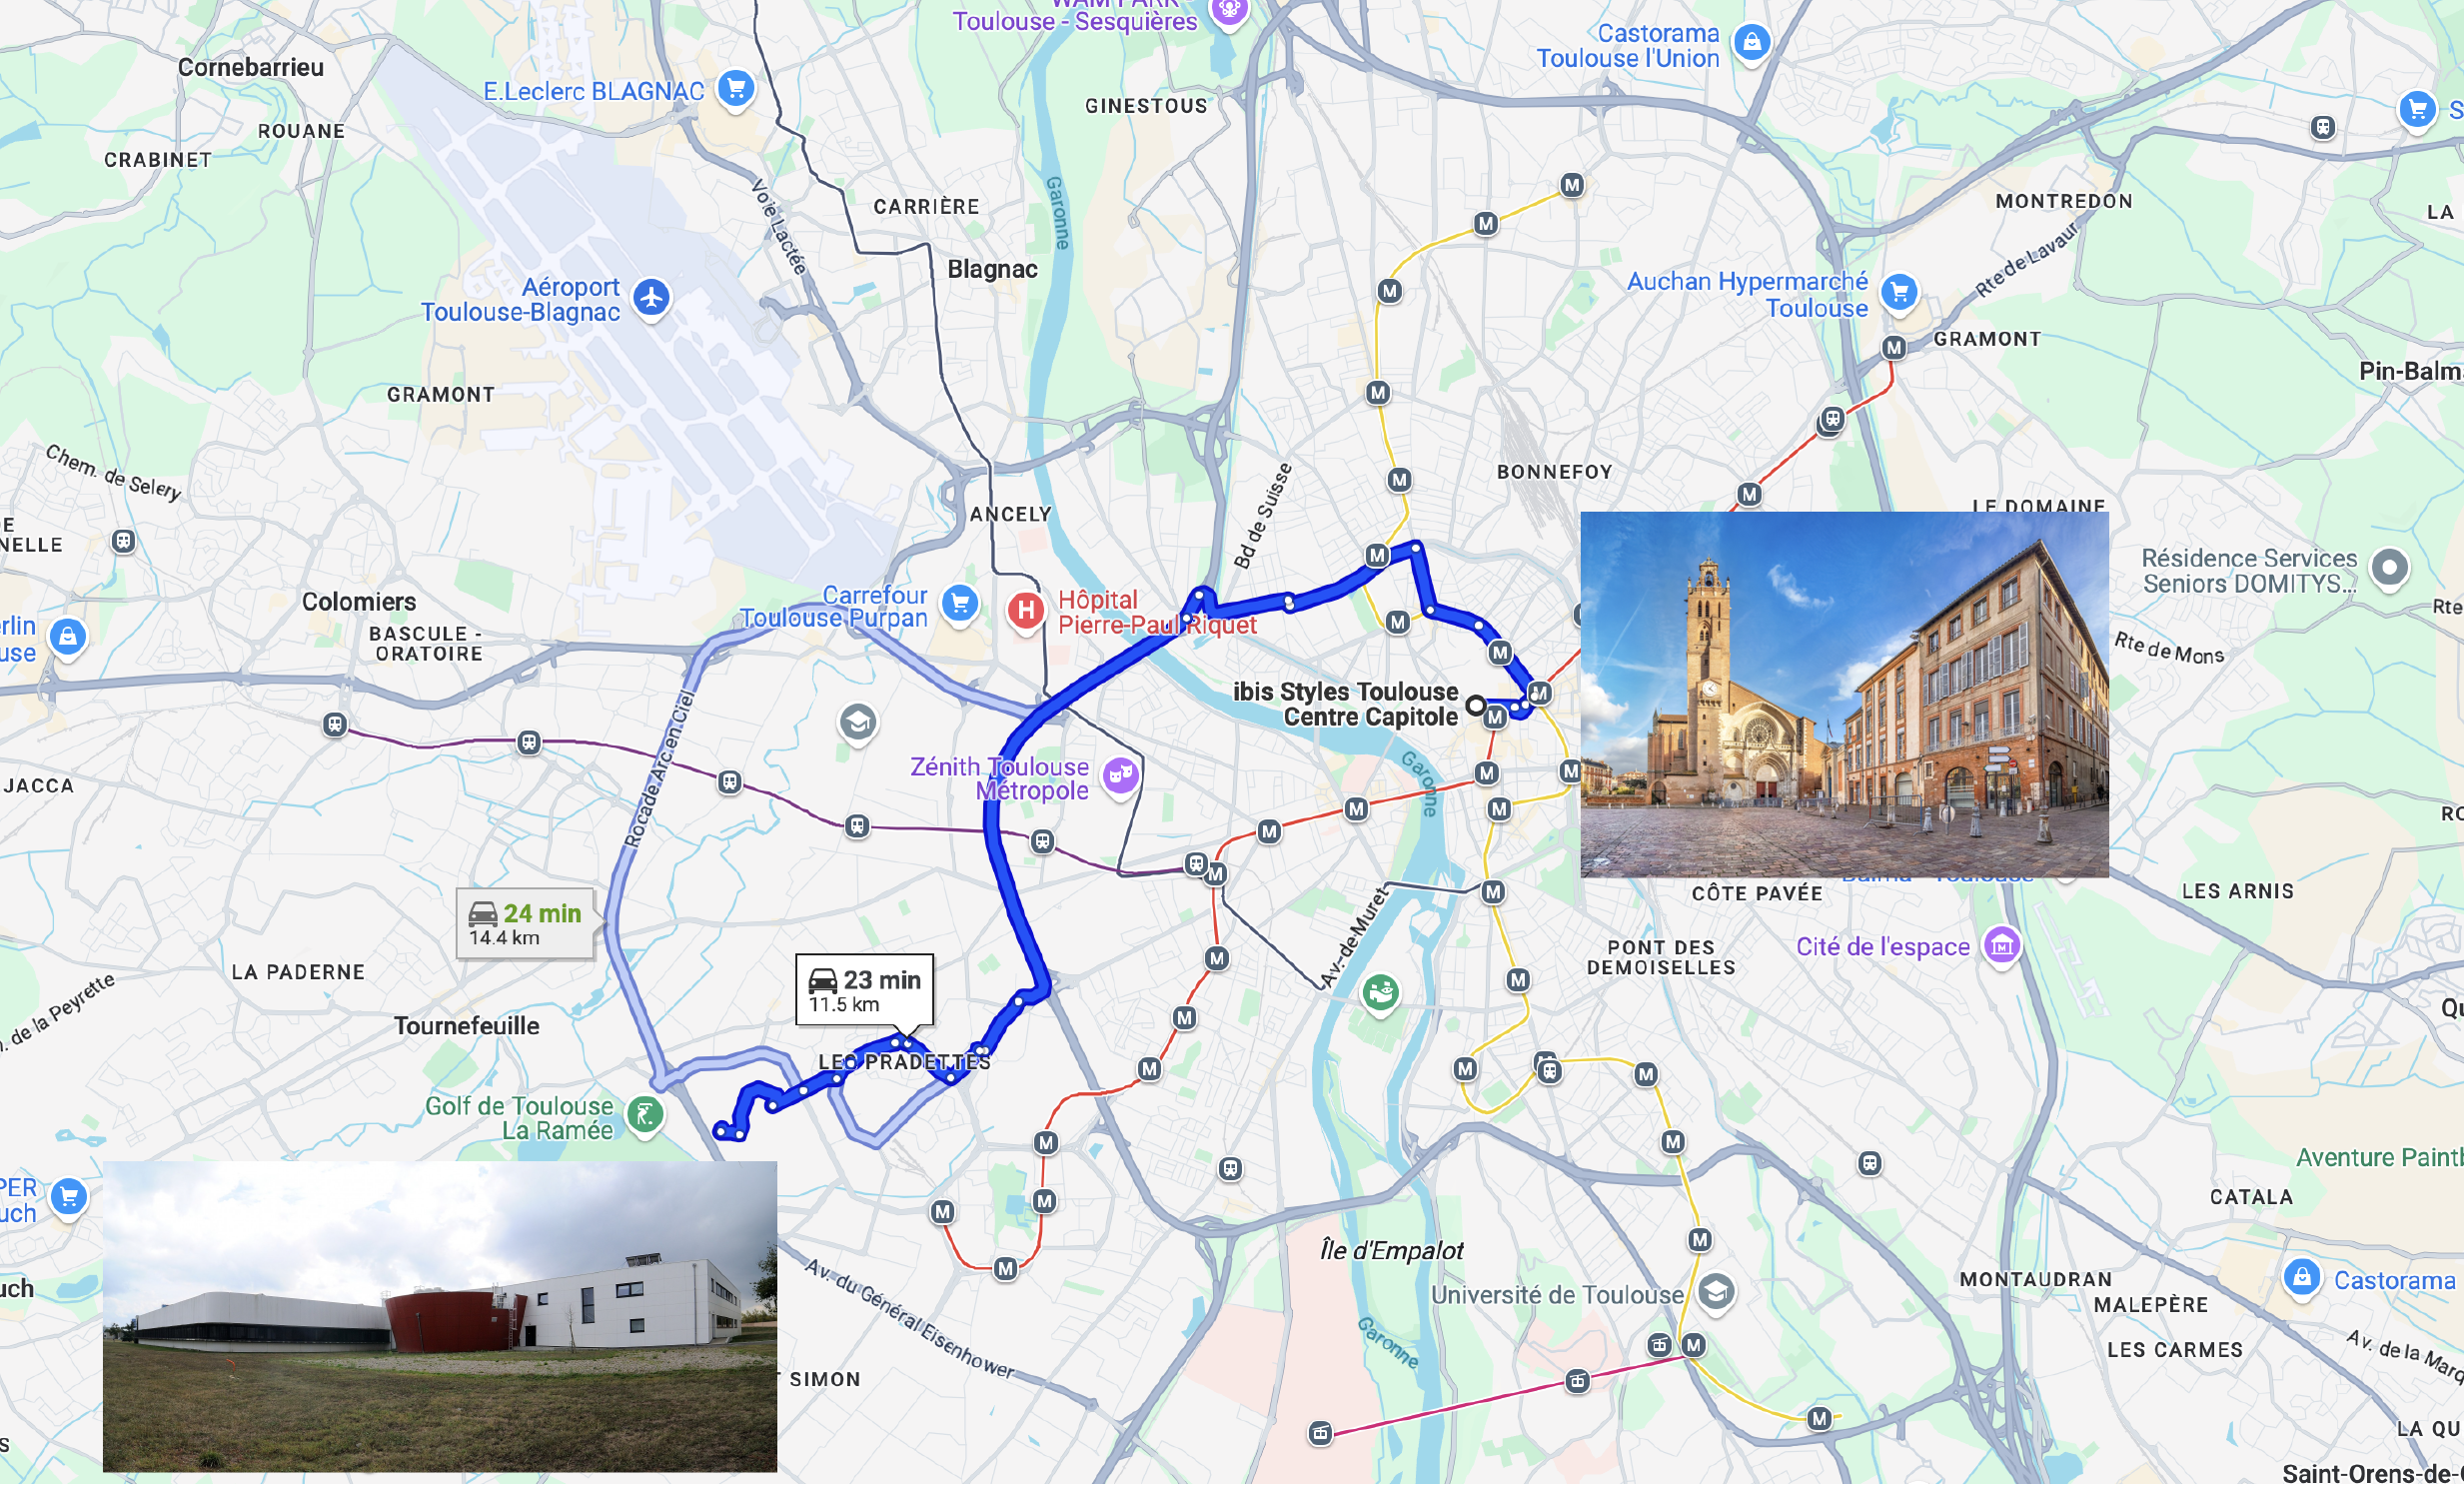 WAM PARK
Toulouse - Sesquières
Castorama
Toulouse l'Union
Cornebarrieu
E.Leclerc BLAGNAC
GINESTOUS
ROUANE
CRABINET
Voie Lactée
CARRIÈRE
Garonne
MONTREDON
LA
Blagnac
Rte de Lavaur
Aéroport
Toulouse-Blagnac
Auchan Hypermarché
Toulouse
GRAMONT
Pin-Balm
GRAMONT
Chem. de Selery
Bd de Suisse
BONNEFOY
ANCELY
LE DOMAINE
NELLE
Colomiers
Carrefour
Toulouse Purpan
Hôpital
Pierre-Paul Riquet
H
Résidence Services
Seniors DOMITYS...
Rte
BASCULE -
ORATOIRE
Rte de Mons
ibis Styles Toulouse
Centre Capitole
Rocade Arc en Ciel
Zénith Toulouse
Métropole
Garonne
JACCA
24 min
14.4 km
Av. de Muret
CÔTE PAVÉE
LES ARNIS
LA PADERNE
PONT DES
DEMOISELLES
Cité de l'espace
23 min
11.5 km
de la Peyrette
Tournefeuille
LES PRADETTES
Golf de Toulouse
La Ramée
Aventure Paint
CATALA
Île d'Empalot
Av. du Général Eisenhower
Université de Toulouse
MONTAUDRAN
MALEPÈRE
Castorama
Garonne
LES CARMES
Av. de la Marq
SIMON
LA QU
Saint-Orens-de-
M